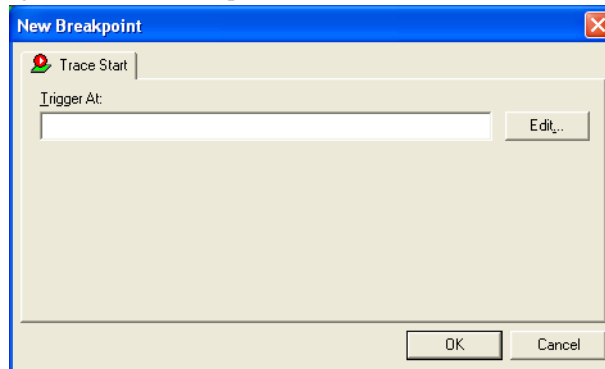 New Breakpoint
Trace Start
Trigger At:
Edit...
OK
Cancel